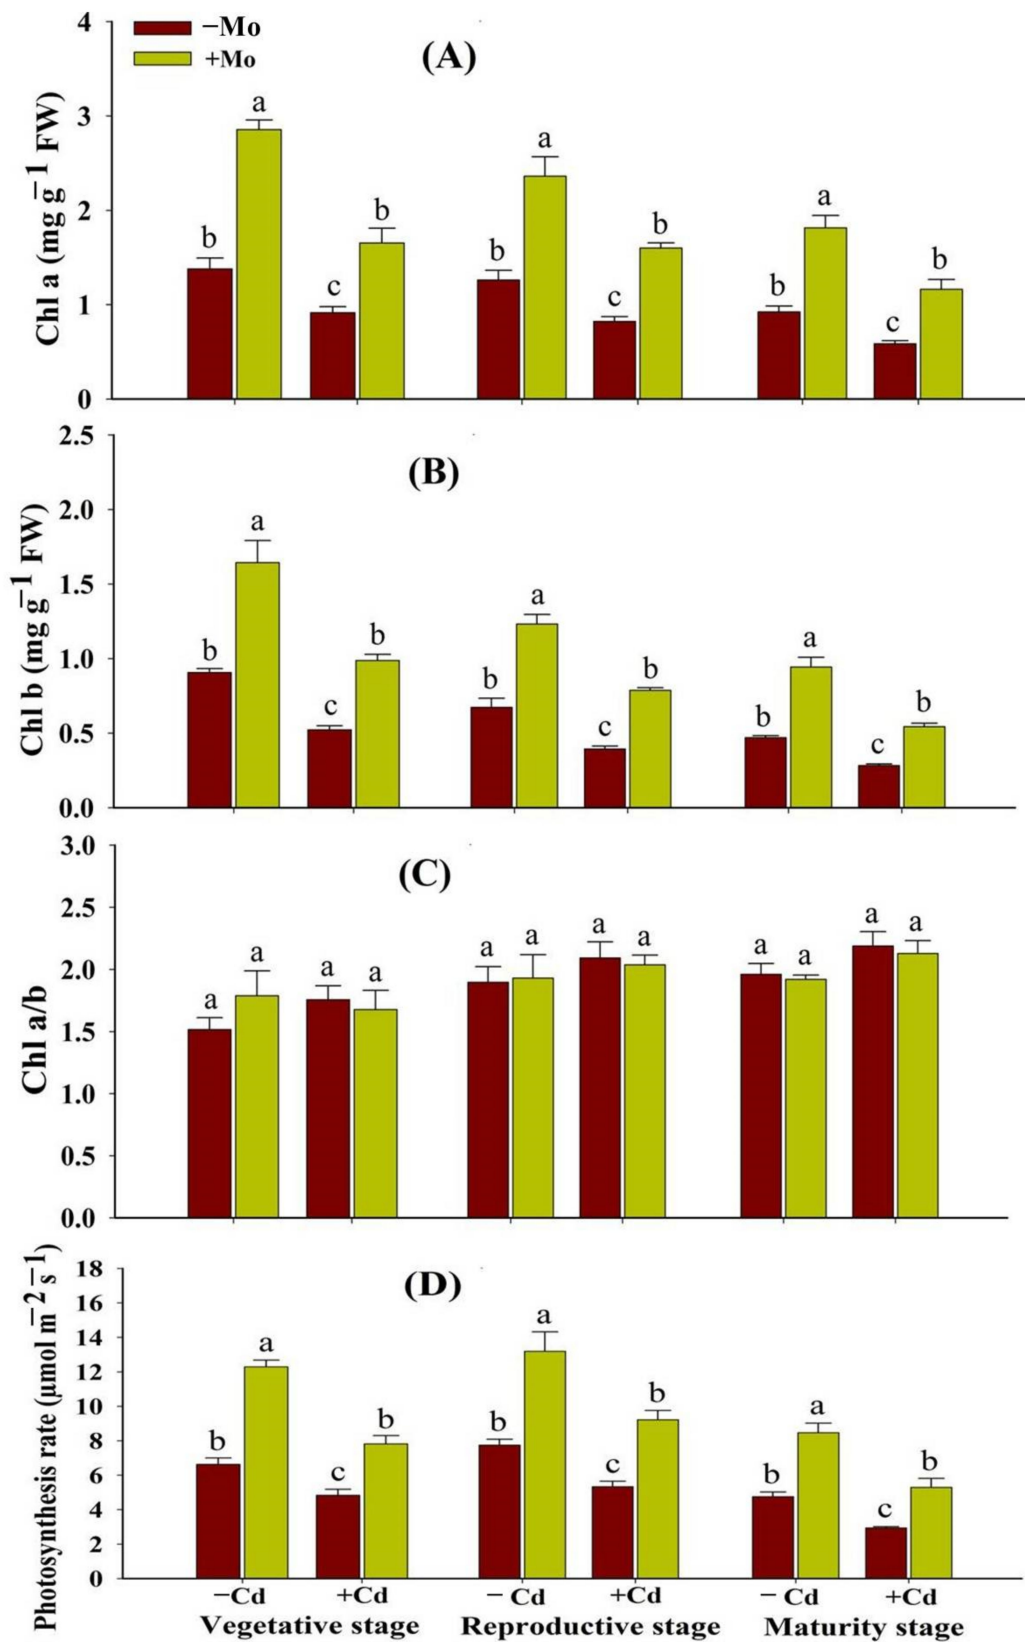 −Mo
+Mo
(A)
Chl a (mg g⁻¹ FW)
4
3
2
1
0
b a c b b a c b b a c b
(B)
Chl b (mg g⁻¹ FW)
2.5
2.0
1.5
1.0
0.5
0.0
b a c b b a c b b a c b
(C)
Chl a/b
3.0
2.5
2.0
1.5
1.0
0.5
0.0
a a a a a a a a a a a a
(D)
Photosynthesis rate (µmol m⁻² s⁻¹)
18
16
14
12
10
8
6
4
2
0
b a c b b a c b b a c b
−Cd +Cd − Cd +Cd − Cd +Cd
Vegetative stage Reproductive stage Maturity stage